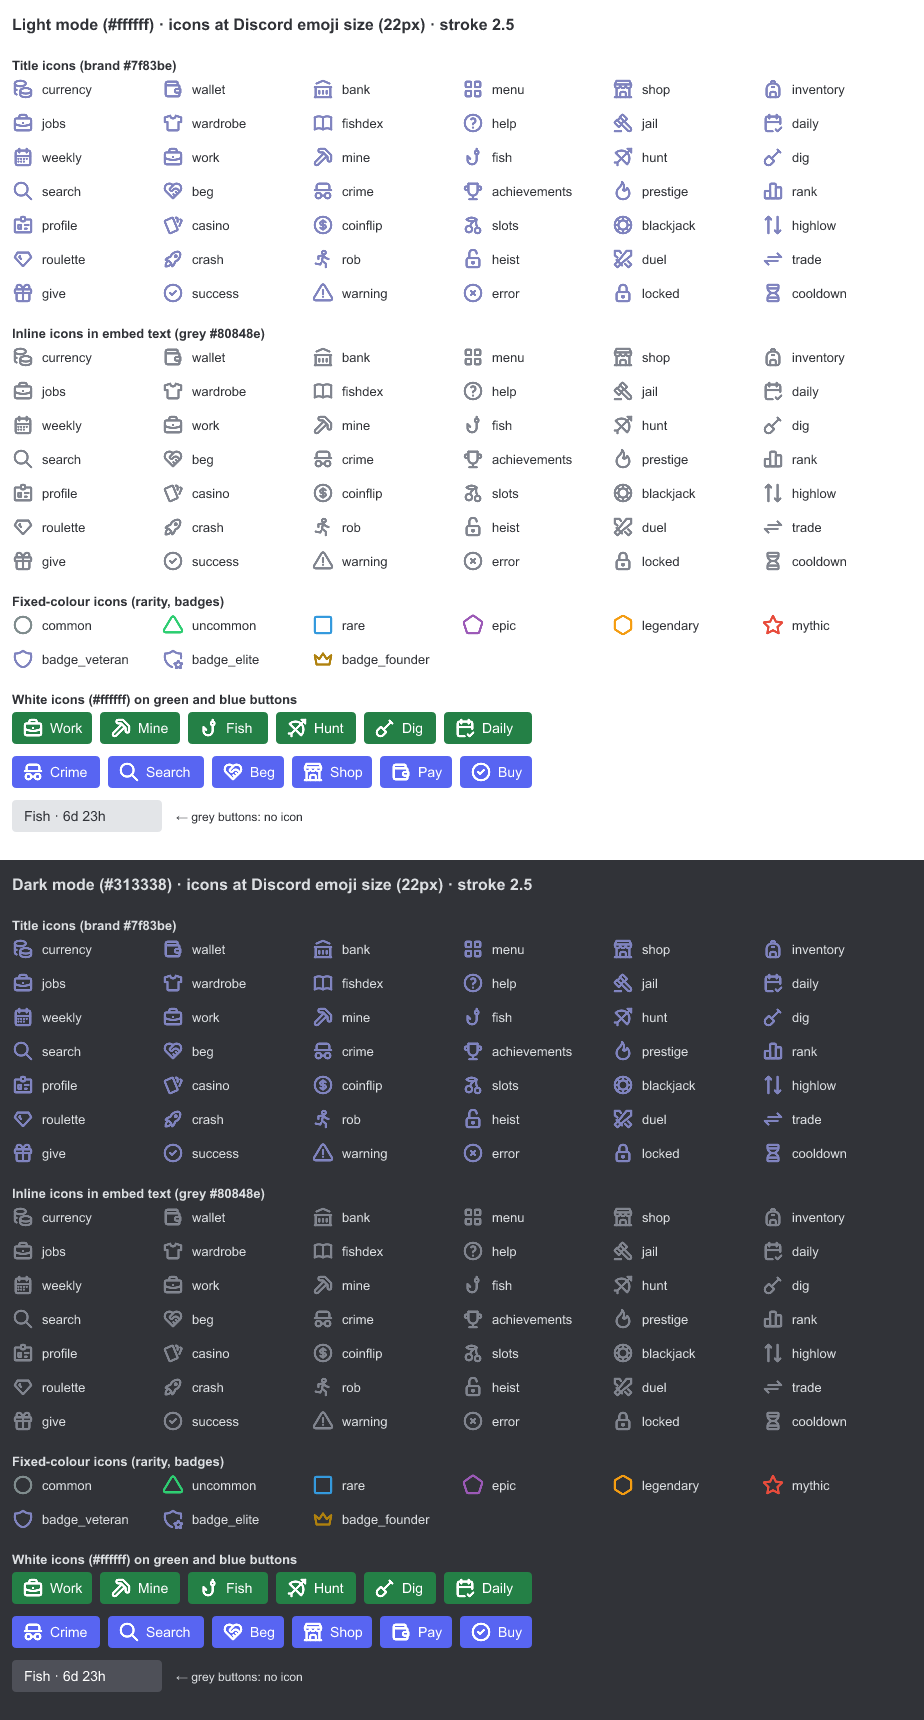 Light mode (#ffffff) · icons at Discord emoji size (22px) · stroke 2.5
Title icons (brand #7f83be)
currency wallet bank menu shop inventory
jobs wardrobe fishdex help jail daily
weekly work mine fish hunt dig
search beg crime achievements prestige rank
profile casino coinflip slots blackjack highlow
roulette crash rob heist duel trade
give success warning error locked cooldown
Inline icons in embed text (grey #80848e)
currency wallet bank menu shop inventory
jobs wardrobe fishdex help jail daily
weekly work mine fish hunt dig
search beg crime achievements prestige rank
profile casino coinflip slots blackjack highlow
roulette crash rob heist duel trade
give success warning error locked cooldown
Fixed-colour icons (rarity, badges)
common uncommon rare epic legendary mythic
badge_veteran badge_elite badge_founder
White icons (#ffffff) on green and blue buttons
Work Mine Fish Hunt Dig Daily
Crime Search Beg Shop Pay Buy
Fish · 6d 23h ← grey buttons: no icon
Dark mode (#313338) · icons at Discord emoji size (22px) · stroke 2.5
Title icons (brand #7f83be)
currency wallet bank menu shop inventory
jobs wardrobe fishdex help jail daily
weekly work mine fish hunt dig
search beg crime achievements prestige rank
profile casino coinflip slots blackjack highlow
roulette crash rob heist duel trade
give success warning error locked cooldown
Inline icons in embed text (grey #80848e)
currency wallet bank menu shop inventory
jobs wardrobe fishdex help jail daily
weekly work mine fish hunt dig
search beg crime achievements prestige rank
profile casino coinflip slots blackjack highlow
roulette crash rob heist duel trade
give success warning error locked cooldown
Fixed-colour icons (rarity, badges)
common uncommon rare epic legendary mythic
badge_veteran badge_elite badge_founder
White icons (#ffffff) on green and blue buttons
Work Mine Fish Hunt Dig Daily
Crime Search Beg Shop Pay Buy
Fish · 6d 23h ← grey buttons: no icon